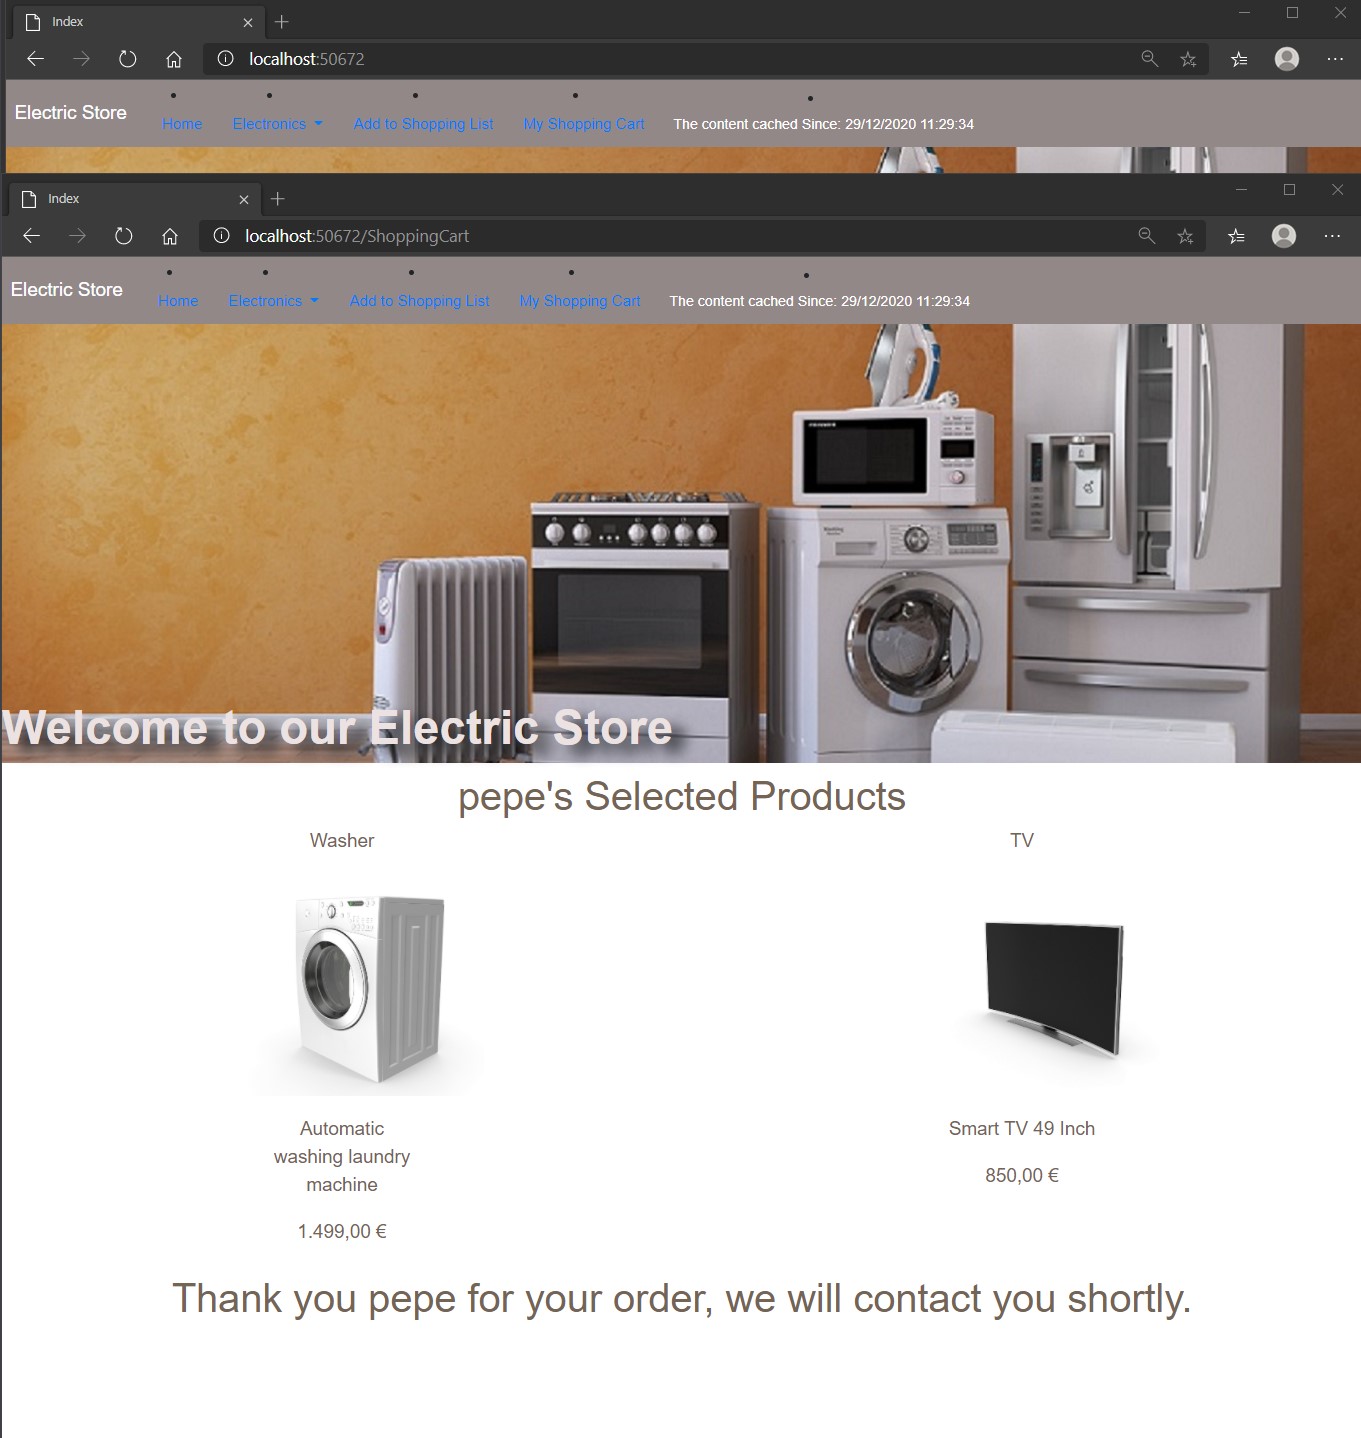 Index
localhost:50672
Electric Store
Home
Electronics
Add to Shopping List
My Shopping Cart
The content cached Since: 29/12/2020 11:29:34
Index
localhost:50672/ShoppingCart
Electric Store
Home
Electronics
Add to Shopping List
My Shopping Cart
The content cached Since: 29/12/2020 11:29:34
Welcome to our Electric Store
pepe's Selected Products
Washer
Automatic
washing laundry
machine
1.499,00 €
TV
Smart TV 49 Inch
850,00 €
Thank you pepe for your order, we will contact you shortly.